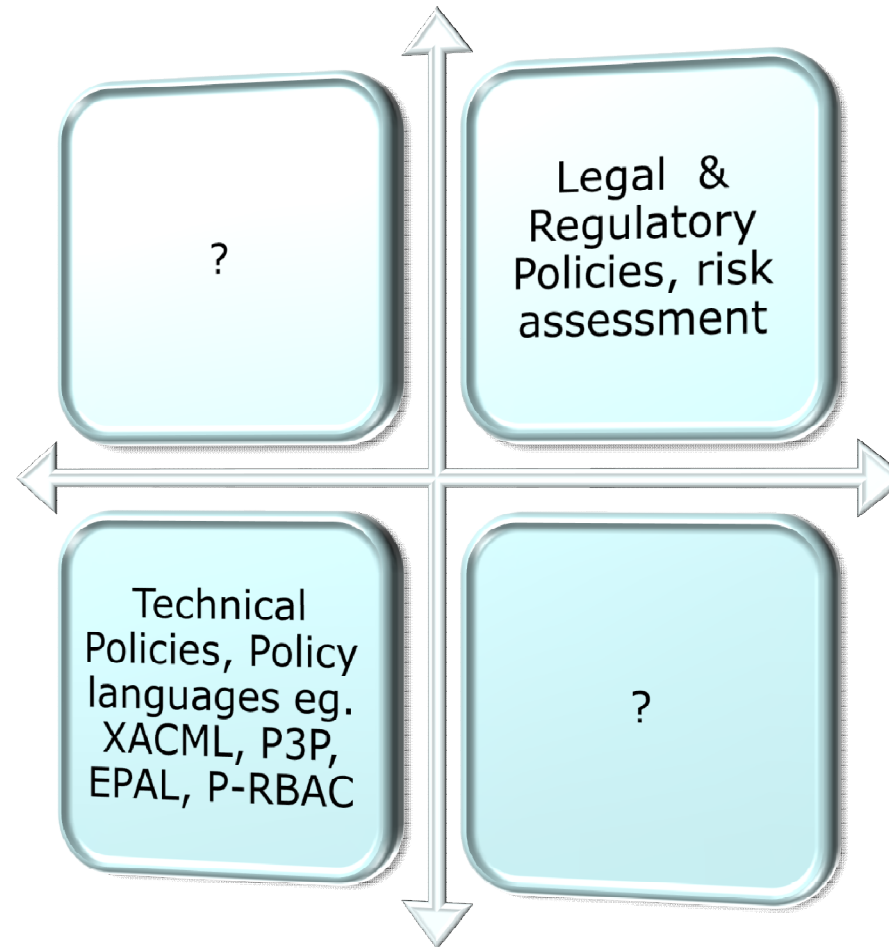 ?
Legal &
Regulatory
Policies, risk
assessment
Technical
Policies, Policy
languages eg.
XACML, P3P,
EPAL, P-RBAC
?